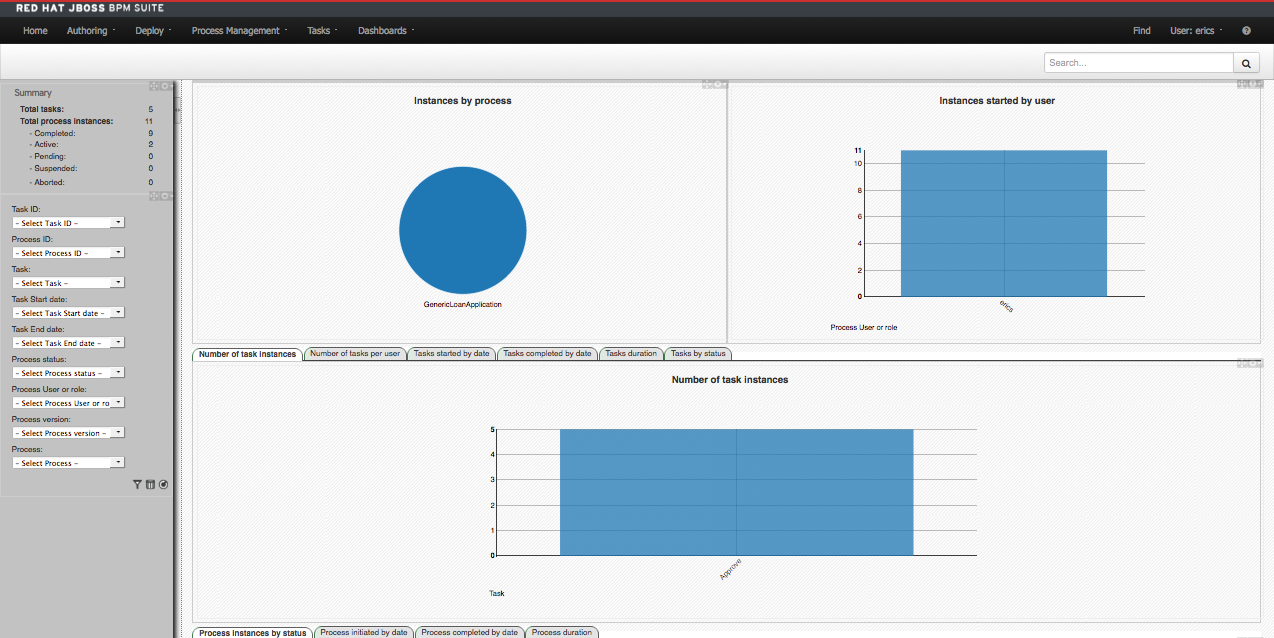 RED HAT JBOSS BPM SUITE
Home Authoring Deploy Process Management Tasks Dashboards Find User: erics ?
Search...
Summary
Total tasks: 5
Total process instances: 11
- Completed: 9
- Active: 2
- Pending: 0
- Suspended: 0
- Aborted: 0
Task ID:
- Select Task ID -
Process ID:
- Select Process ID -
Task:
- Select Task -
Task Start date:
- Select Task Start date -
Task End date:
- Select Task End date -
Process status:
- Select Process status -
Process User or role:
- Select Process User or ro
Process version:
- Select Process version -
Process:
- Select Process -
Instances by process
GenericLoanApplication
Instances started by user
11
10
8
6
4
2
0
erics
Process User or role
Number of task instances Number of tasks per user Tasks started by date Tasks completed by date Tasks duration Tasks by status
Number of task instances
5
4
3
2
1
0
Approve
Task
Process instances by status Process initiated by date Process completed by date Process duration